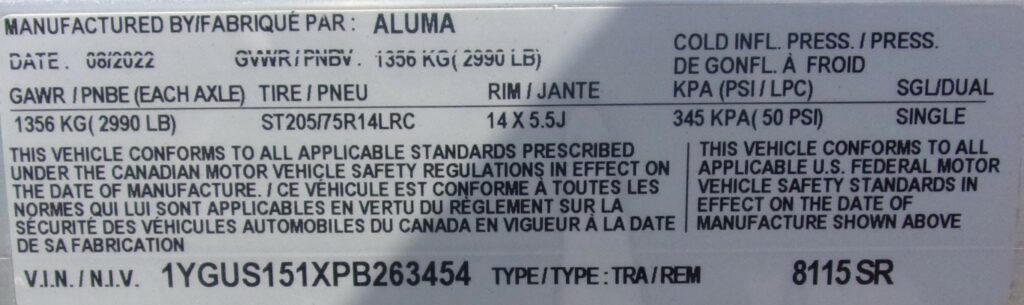 MANUFACTURED BY/FABRIQUÉ PAR : ALUMA
DATE . 08/2022 GVWR/PNBV . 1356 KG( 2990 LB)
COLD INFL. PRESS. / PRESS.
DE GONFL. À FROID
GAWR / PNBE (EACH AXLE) TIRE / PNEU RIM / JANTE KPA (PSI / LPC) SGL/DUAL
1356 KG( 2990 LB) ST205/75R14LRC 14 X 5.5J 345 KPA( 50 PSI) SINGLE
THIS VEHICLE CONFORMS TO ALL APPLICABLE STANDARDS PRESCRIBED
UNDER THE CANADIAN MOTOR VEHICLE SAFETY REGULATIONS IN EFFECT ON
THE DATE OF MANUFACTURE. / CE VÉHICULE EST CONFORME À TOUTES LES
NORMES QUI LUI SONT APPLICABLES EN VERTU DU RÈGLEMENT SUR LA
SÉCURITÉ DES VÉHICULES AUTOMOBILES DU CANADA EN VIGUEUR À LA DATE
DE SA FABRICATION
THIS VEHICLE CONFORMS TO ALL
APPLICABLE U.S. FEDERAL MOTOR
VEHICLE SAFETY STANDARDS IN
EFFECT ON THE DATE OF
MANUFACTURE SHOWN ABOVE
V.I.N. / N.I.V. 1YGUS151XPB263454 TYPE/TYPE : TRA/REM 8115 SR